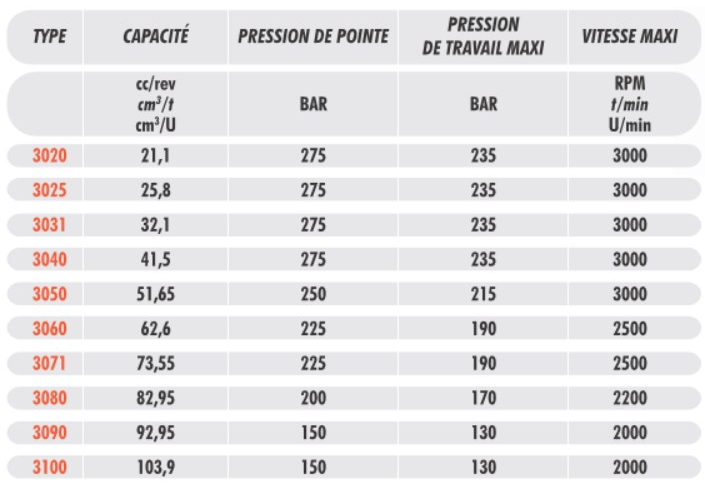 TYPE CAPACITÉ PRESSION DE POINTE PRESSION DE TRAVAIL MAXI VITESSE MAXI
cc/rev cm³/t cm³/U BAR BAR RPM t/min U/min
3020 21,1 275 235 3000
3025 25,8 275 235 3000
3031 32,1 275 235 3000
3040 41,5 275 235 3000
3050 51,65 250 215 3000
3060 62,6 225 190 2500
3071 73,55 225 190 2500
3080 82,95 200 170 2200
3090 92,95 150 130 2000
3100 103,9 150 130 2000